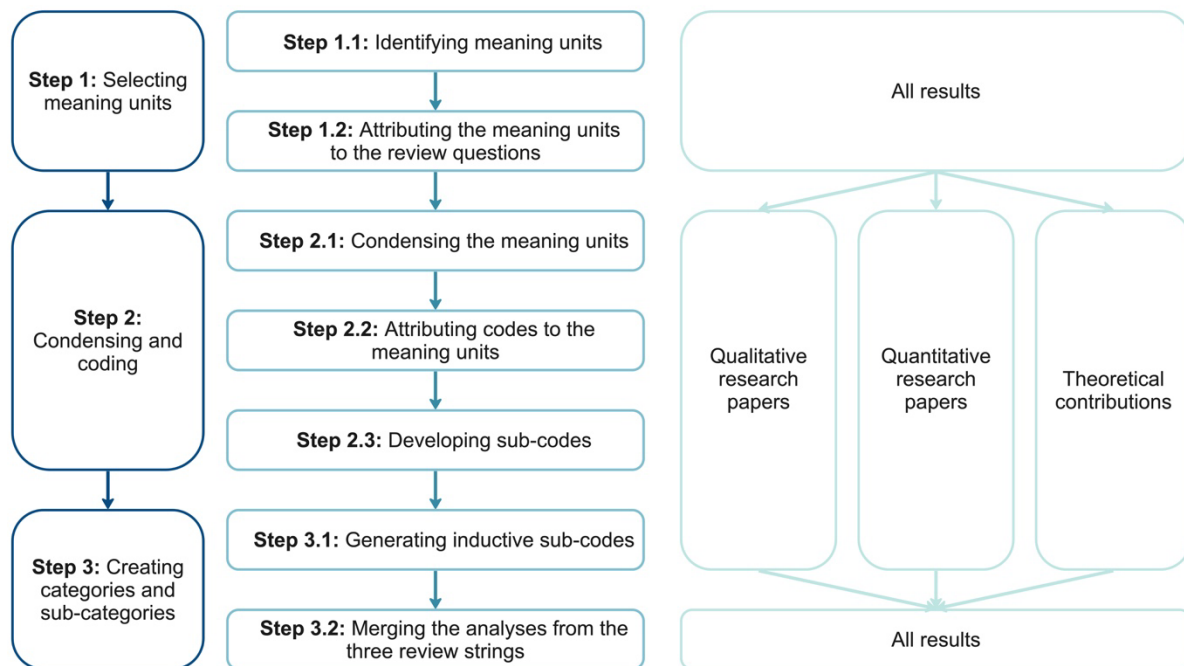 Step 1: Selecting
meaning units
Step 2:
Condensing and
coding
Step 3: Creating
categories and
sub-categories
Step 1.1: Identifying meaning units
Step 1.2: Attributing the meaning units
to the review questions
Step 2.1: Condensing the meaning units
Step 2.2: Attributing codes to the
meaning units
Step 2.3: Developing sub-codes
Step 3.1: Generating inductive sub-codes
Step 3.2: Merging the analyses from the
three review strings
All results
Qualitative
research
papers
Quantitative
research
papers
Theoretical
contributions
All results